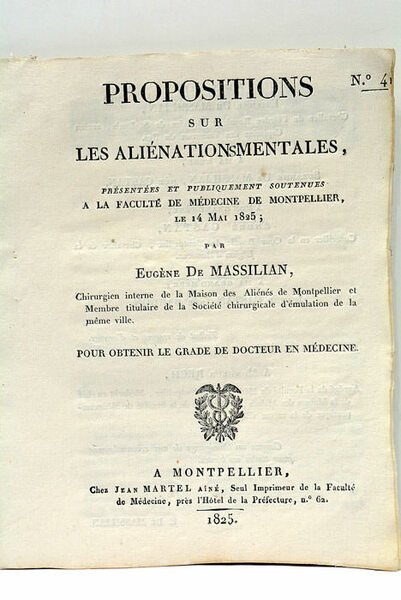 PROPOSITIONS
N.º 4
SUR
LES ALIÉNATIONS MENTALES,
PRÉSENTÉES ET PUBLIQUEMENT SOUTENUES
A LA FACULTÉ DE MÉDECINE DE MONTPELLIER,
LE 14 MAI 1825;
PAR
EUGÈNE DE MASSILIAN,
Chirurgien interne de la Maison des Aliénés de Montpellier et
Membre titulaire de la Société chirurgicale d'émulation de la
même ville.
POUR OBTENIR LE GRADE DE DOCTEUR EN MÉDECINE.
A MONTPELLIER,
Chez JEAN MARTEL AÎNÉ, Seul Imprimeur de la Faculté
de Médecine, près l'Hôtel de la Préfecture, n.º 62.
1825.